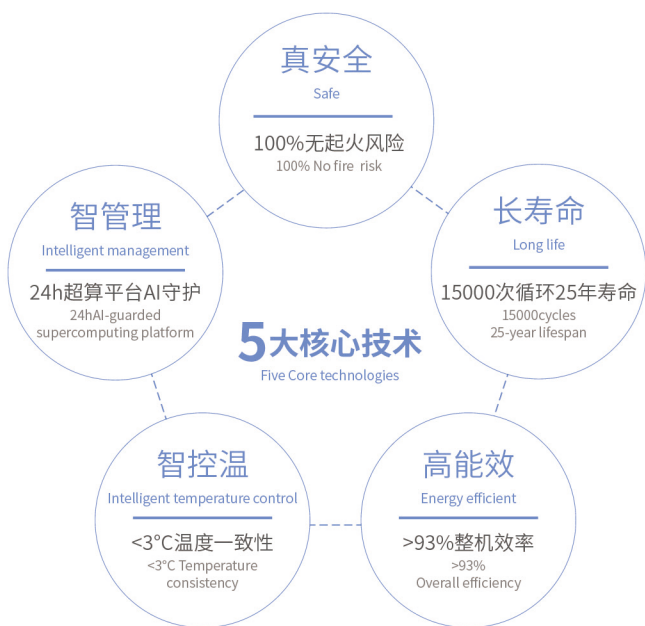 真安全
Safe
100%无起火风险
100% No fire risk
智管理
Intelligent management
24h超算平台AI守护
24hAI-guarded
supercomputing platform
长寿命
Long life
15000次循环25年寿命
15000cycles
25-year lifespan
5大核心技术
Five Core technologies
智控温
Intelligent temperature control
<3℃温度一致性
<3℃ Temperature
consistency
高能效
Energy efficient
>93%整机效率
>93%
Overall efficiency